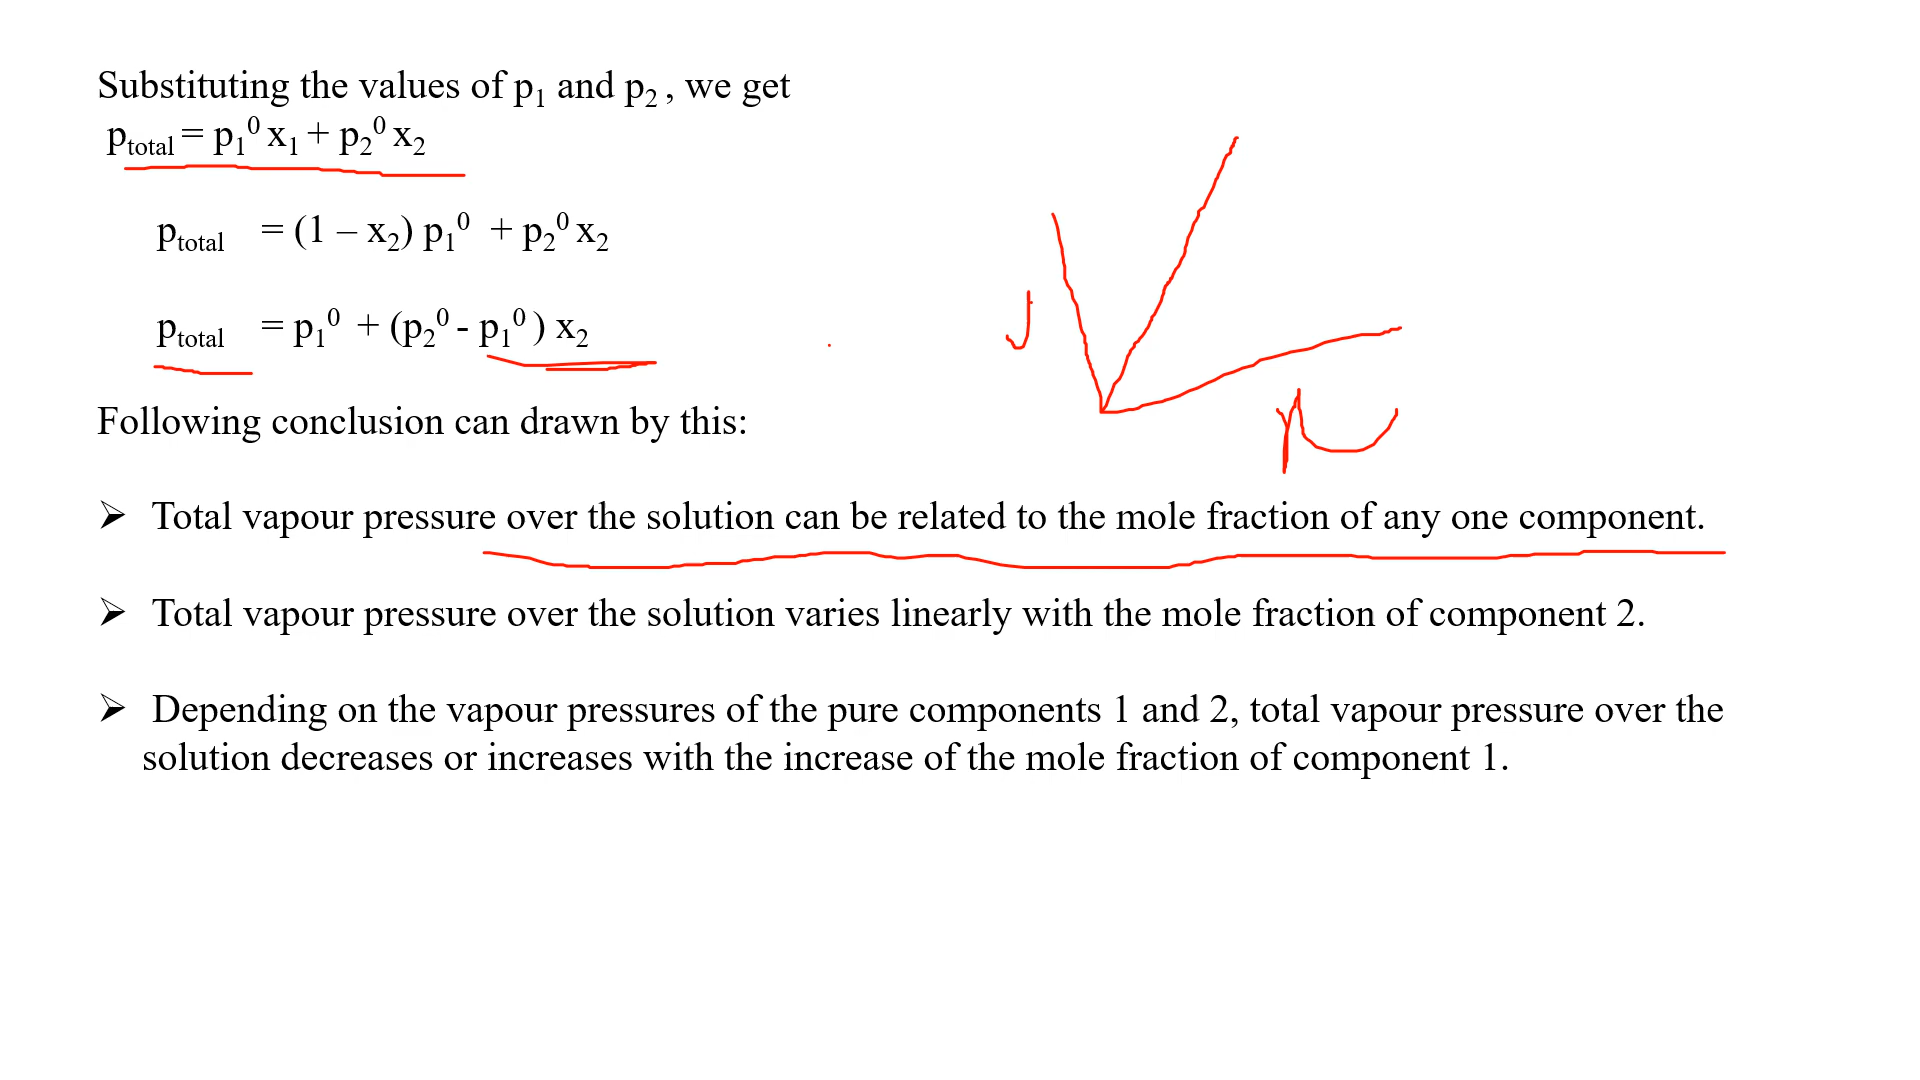 Substituting the values of p₁ and p₂ , we get
pₜₒₜₐₗ = p₁⁰ x₁ + p₂⁰ x₂
pₜₒₜₐₗ = (1 – x₂) p₁⁰ + p₂⁰ x₂
pₜₒₜₐₗ = p₁⁰ + (p₂⁰ - p₁⁰ ) x₂
Following conclusion can drawn by this:
➢ Total vapour pressure over the solution can be related to the mole fraction of any one component.
➢ Total vapour pressure over the solution varies linearly with the mole fraction of component 2.
➢ Depending on the vapour pressures of the pure components 1 and 2, total vapour pressure over the
solution decreases or increases with the increase of the mole fraction of component 1.